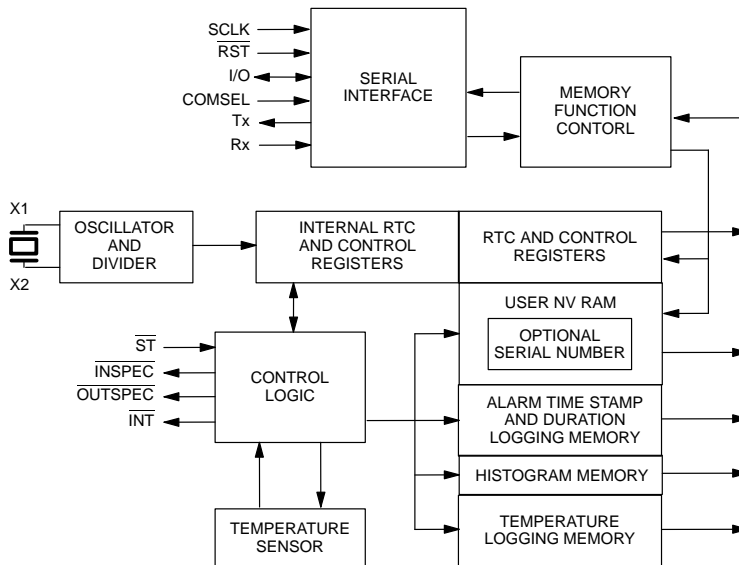 SCLK
RST
I/O
COMSEL
Tx
Rx
SERIAL
INTERFACE
MEMORY
FUNCTION
CONTORL
X1
X2
OSCILLATOR
AND
DIVIDER
INTERNAL RTC
AND CONTROL
REGISTERS
RTC AND CONTROL
REGISTERS
USER NV RAM
OPTIONAL
SERIAL NUMBER
ST
INSPEC
OUTSPEC
INT
CONTROL
LOGIC
ALARM TIME STAMP
AND DURATION
LOGGING MEMORY
HISTOGRAM MEMORY
TEMPERATURE
SENSOR
TEMPERATURE
LOGGING MEMORY